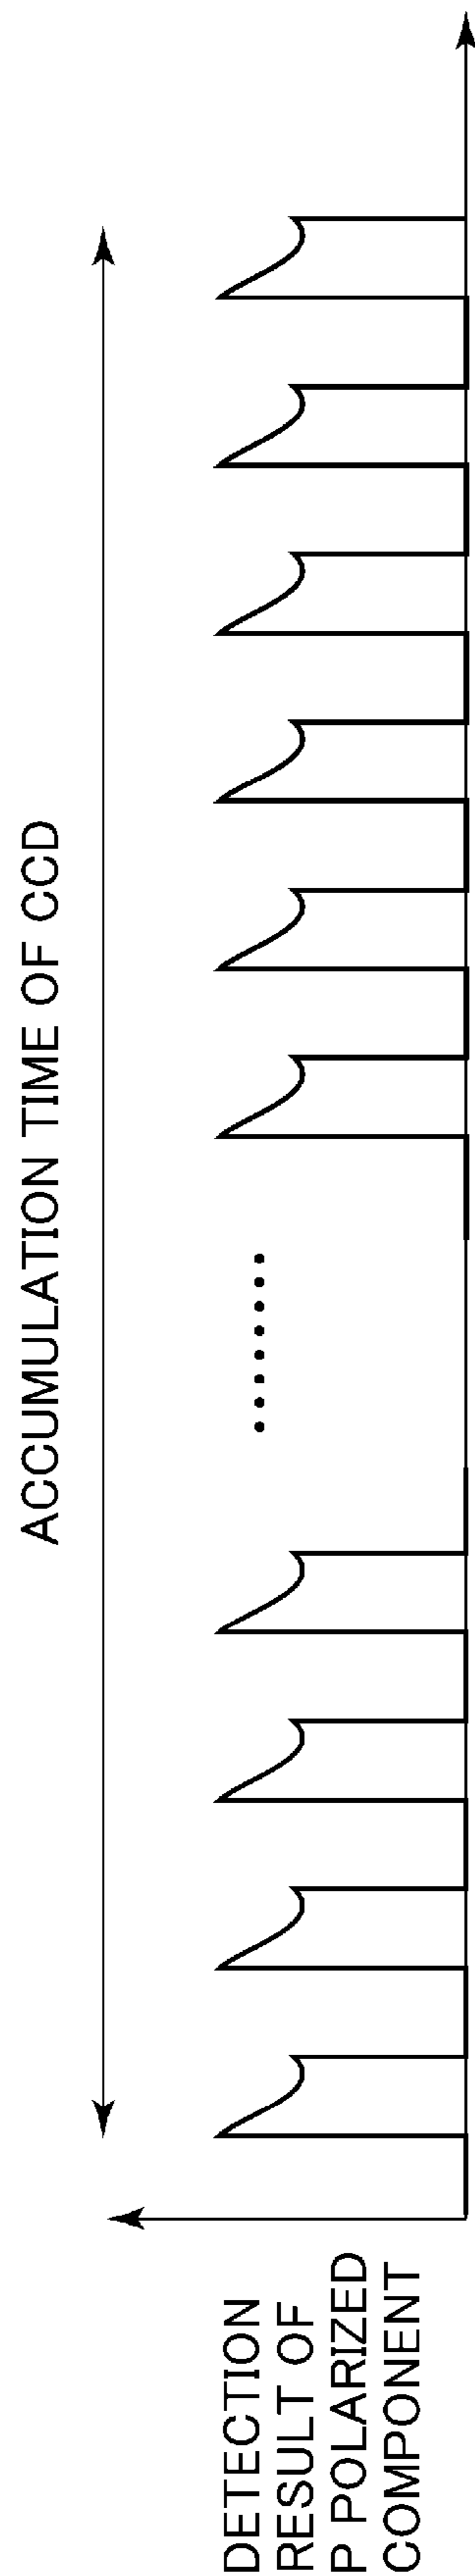 ACCUMULATION TIME OF CCD
DETECTION
RESULT OF
P POLARIZED
COMPONENT